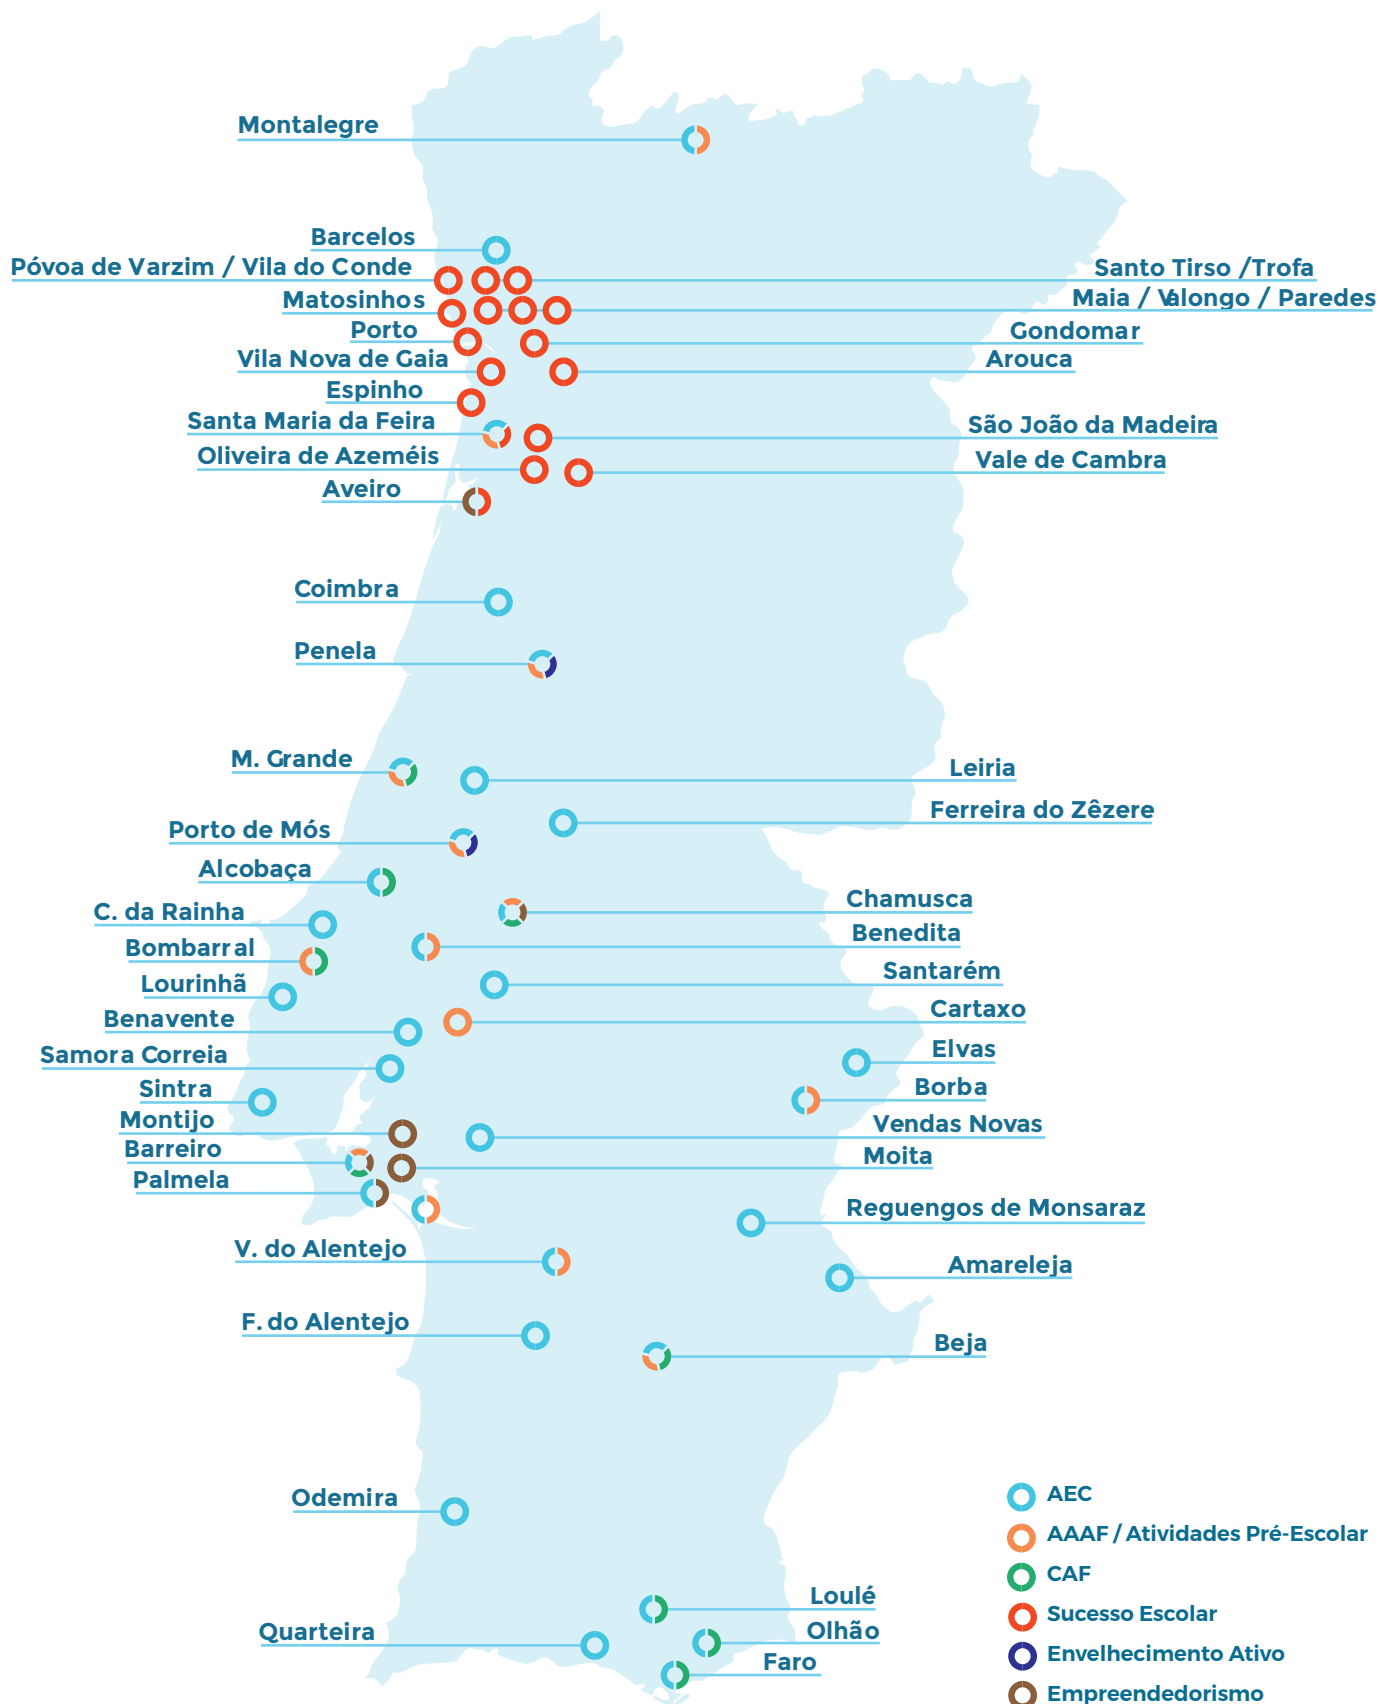 Montalegre
Barcelos
Póvoa de Varzim / Vila do Conde
Santo Tirso /Trofa
Matosinhos
Maia / Valongo / Paredes
Porto
Gondomar
Vila Nova de Gaia
Arouca
Espinho
Santa Maria da Feira
São João da Madeira
Oliveira de Azeméis
Vale de Cambra
Aveiro
Coimbra
Penela
M. Grande
Leiria
Ferreira do Zêzere
Porto de Mós
Alcobaça
Chamusca
C. da Rainha
Benedita
Bombarral
Santarém
Lourinhã
Cartaxo
Benavente
Elvas
Samora Correia
Borba
Sintra
Montijo
Vendas Novas
Barreiro
Moita
Palmela
Reguengos de Monsaraz
V. do Alentejo
Amareleja
F. do Alentejo
Beja
Odemira
Loulé
Quarteira
Olhão
Faro
AEC
AAAF / Atividades Pré-Escolar
CAF
Sucesso Escolar
Envelhecimento Ativo
Empreendedorismo